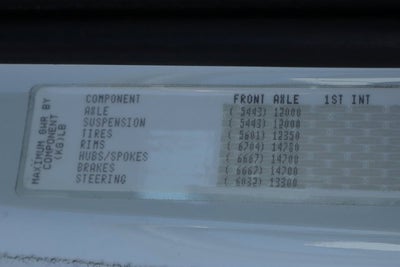 MAXIMUM GWR BY
COMPONENT
(KG)LB
COMPONENT FRONT AXLE 1ST INT
AXLE ( 5443) 12000
SUSPENSION ( 5443) 12000
TIRES ( 5601) 12350
RIMS ( 6704) 14780
HUBS/SPOKES ( 6667) 14700
BRAKES ( 6667) 14700
STEERING ( 6032) 13300